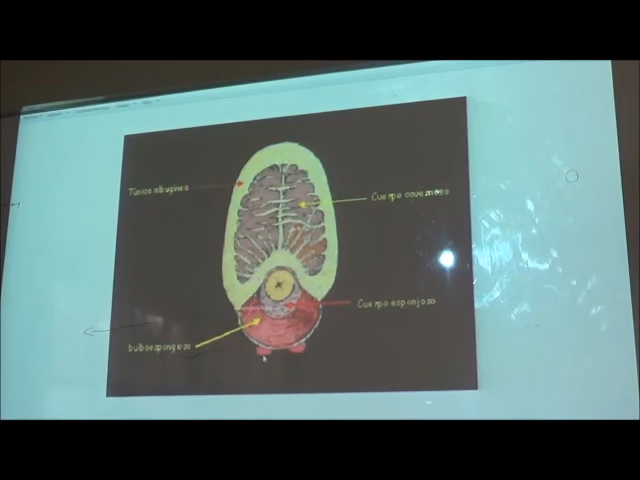 Túnica albugínea
Cuerpo cavernoso
Cuerpo esponjoso
bulboesponjoso